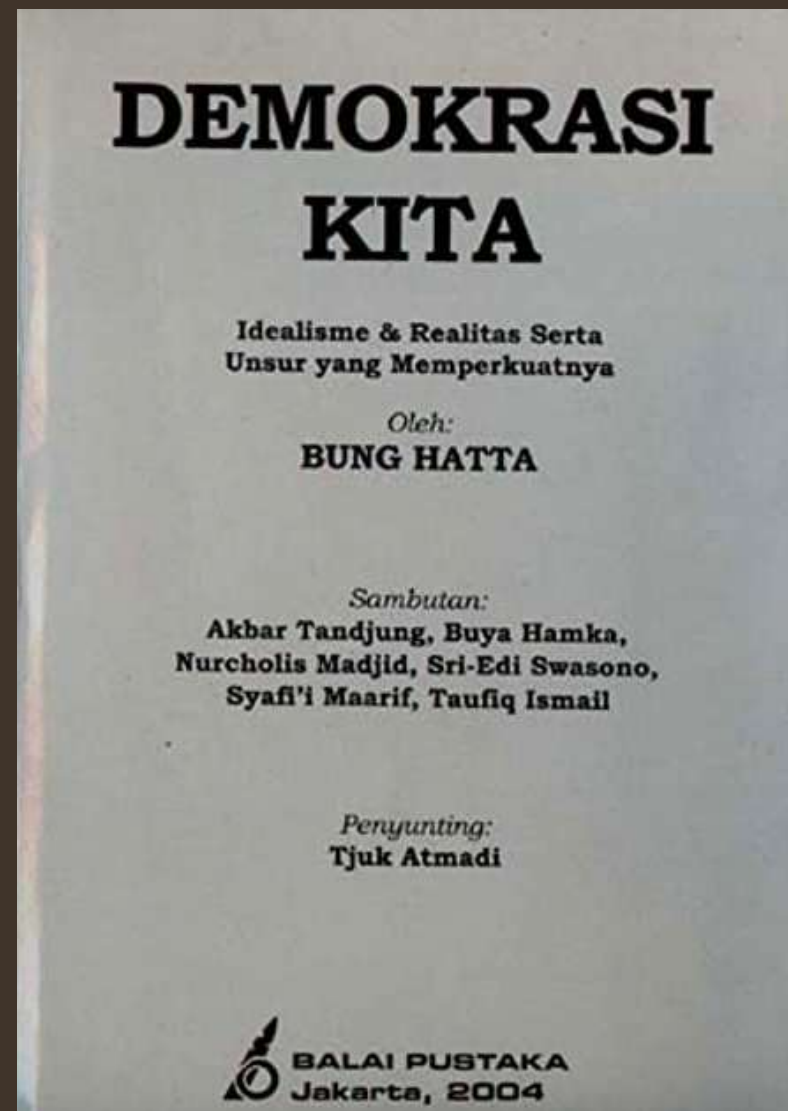 DEMOKRASI
KITA
Idealisme & Realitas Serta
Unsur yang Memperkuatnya
Oleh:
BUNG HATTA
Sambutan:
Akbar Tandjung, Buya Hamka,
Nurcholis Madjid, Sri-Edi Swasono,
Syafi'i Maarif, Taufiq Ismail
Penyunting:
Tjuk Atmadi
BALAI PUSTAKA
Jakarta, 2004